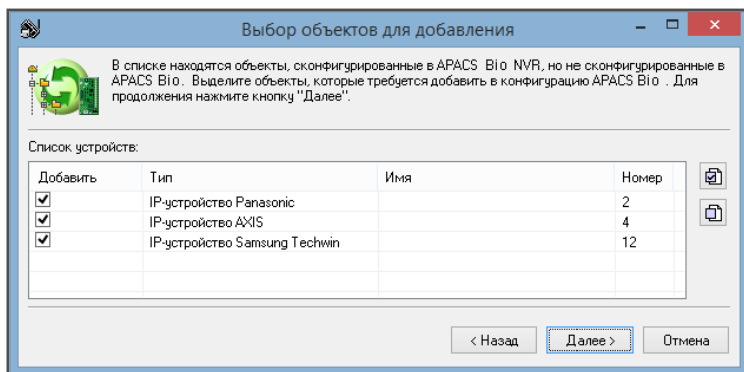 Выбор объектов для добавления
В списке находятся объекты, сконфигурированные в APACS Bio NVR, но не сконфигурированные в
APACS Bio. Выделите объекты, которые требуется добавить в конфигурацию APACS Bio . Для
продолжения нажмите кнопку "Далее".
Список устройств:
Добавить Тип Имя Номер
IP-устройство Panasonic 2
IP-устройство AXIS 4
IP-устройство Samsung Techwin 12
< Назад Далее > Отмена